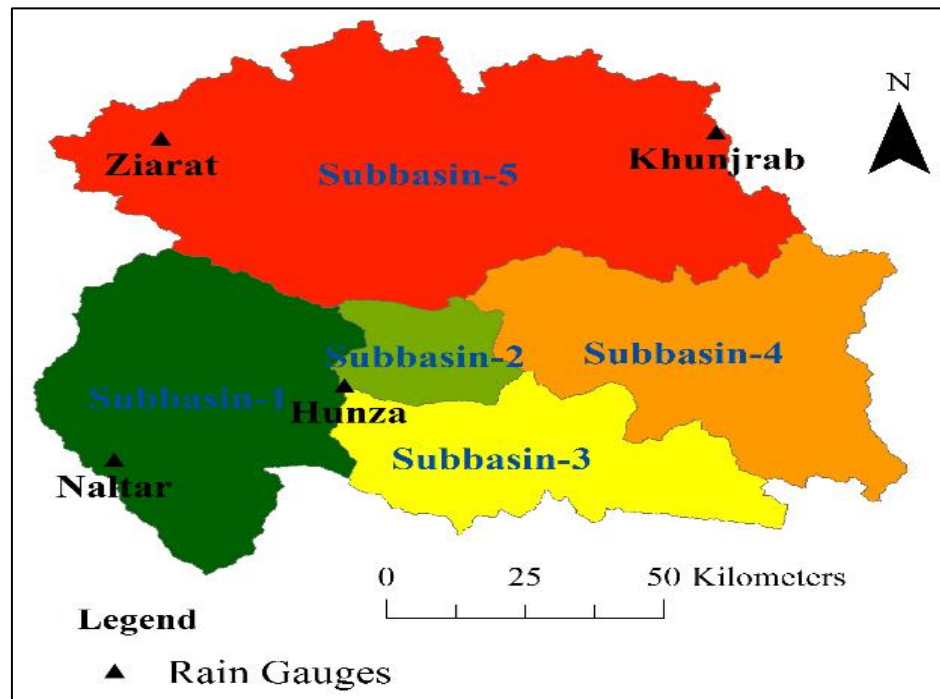 N
Ziarat
Khunjrab
Subbasin-5
Subbasin-2
Subbasin-4
Subbasin-1
Hunza
Subbasin-3
Naltar
0 25 50 Kilometers
Legend
Rain Gauges